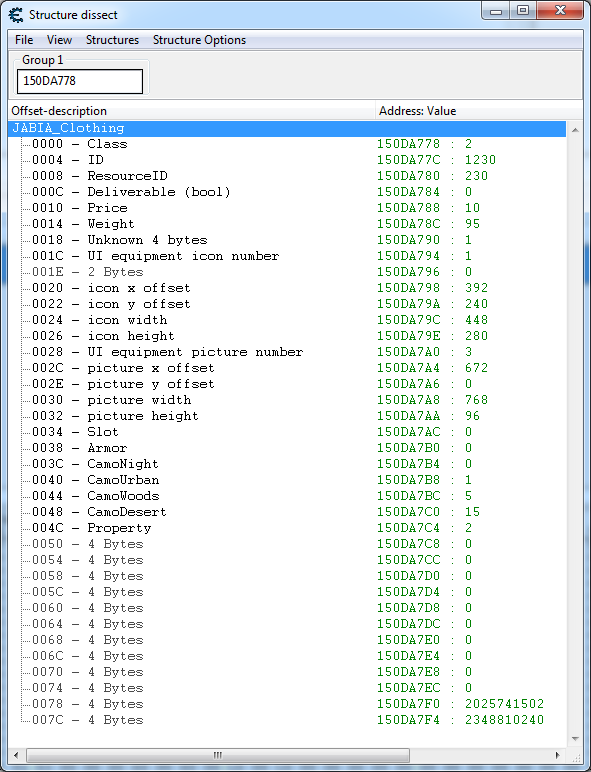 Structure dissect
File View Structures Structure Options
Group 1
150DA778
Offset-description Address: Value
JABIA_Clothing
0000 - Class 150DA778 : 2
0004 - ID 150DA77C : 1230
0008 - ResourceID 150DA780 : 230
000C - Deliverable (bool) 150DA784 : 0
0010 - Price 150DA788 : 10
0014 - Weight 150DA78C : 95
0018 - Unknown 4 bytes 150DA790 : 1
001C - UI equipment icon number 150DA794 : 1
001E - 2 Bytes 150DA796 : 0
0020 - icon x offset 150DA798 : 392
0022 - icon y offset 150DA79A : 240
0024 - icon width 150DA79C : 448
0026 - icon height 150DA79E : 280
0028 - UI equipment picture number 150DA7A0 : 3
002C - picture x offset 150DA7A4 : 672
002E - picture y offset 150DA7A6 : 0
0030 - picture width 150DA7A8 : 768
0032 - picture height 150DA7AA : 96
0034 - Slot 150DA7AC : 0
0038 - Armor 150DA7B0 : 0
003C - CamoNight 150DA7B4 : 0
0040 - CamoUrban 150DA7B8 : 1
0044 - CamoWoods 150DA7BC : 5
0048 - CamoDesert 150DA7C0 : 15
004C - Property 150DA7C4 : 2
0050 - 4 Bytes 150DA7C8 : 0
0054 - 4 Bytes 150DA7CC : 0
0058 - 4 Bytes 150DA7D0 : 0
005C - 4 Bytes 150DA7D4 : 0
0060 - 4 Bytes 150DA7D8 : 0
0064 - 4 Bytes 150DA7DC : 0
0068 - 4 Bytes 150DA7E0 : 0
006C - 4 Bytes 150DA7E4 : 0
0070 - 4 Bytes 150DA7E8 : 0
0074 - 4 Bytes 150DA7EC : 0
0078 - 4 Bytes 150DA7F0 : 2025741502
007C - 4 Bytes 150DA7F4 : 2348810240